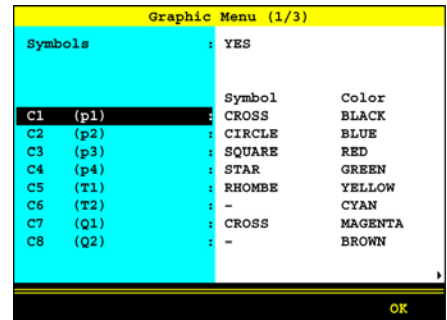 Graphic Menu (1/3)
Symbols : YES
Symbol Color
C1 (p1) : CROSS BLACK
C2 (p2) : CIRCLE BLUE
C3 (p3) : SQUARE RED
C4 (p4) : STAR GREEN
C5 (T1) : RHOMBE YELLOW
C6 (T2) : - CYAN
C7 (Q1) : CROSS MAGENTA
C8 (Q2) : - BROWN
OK